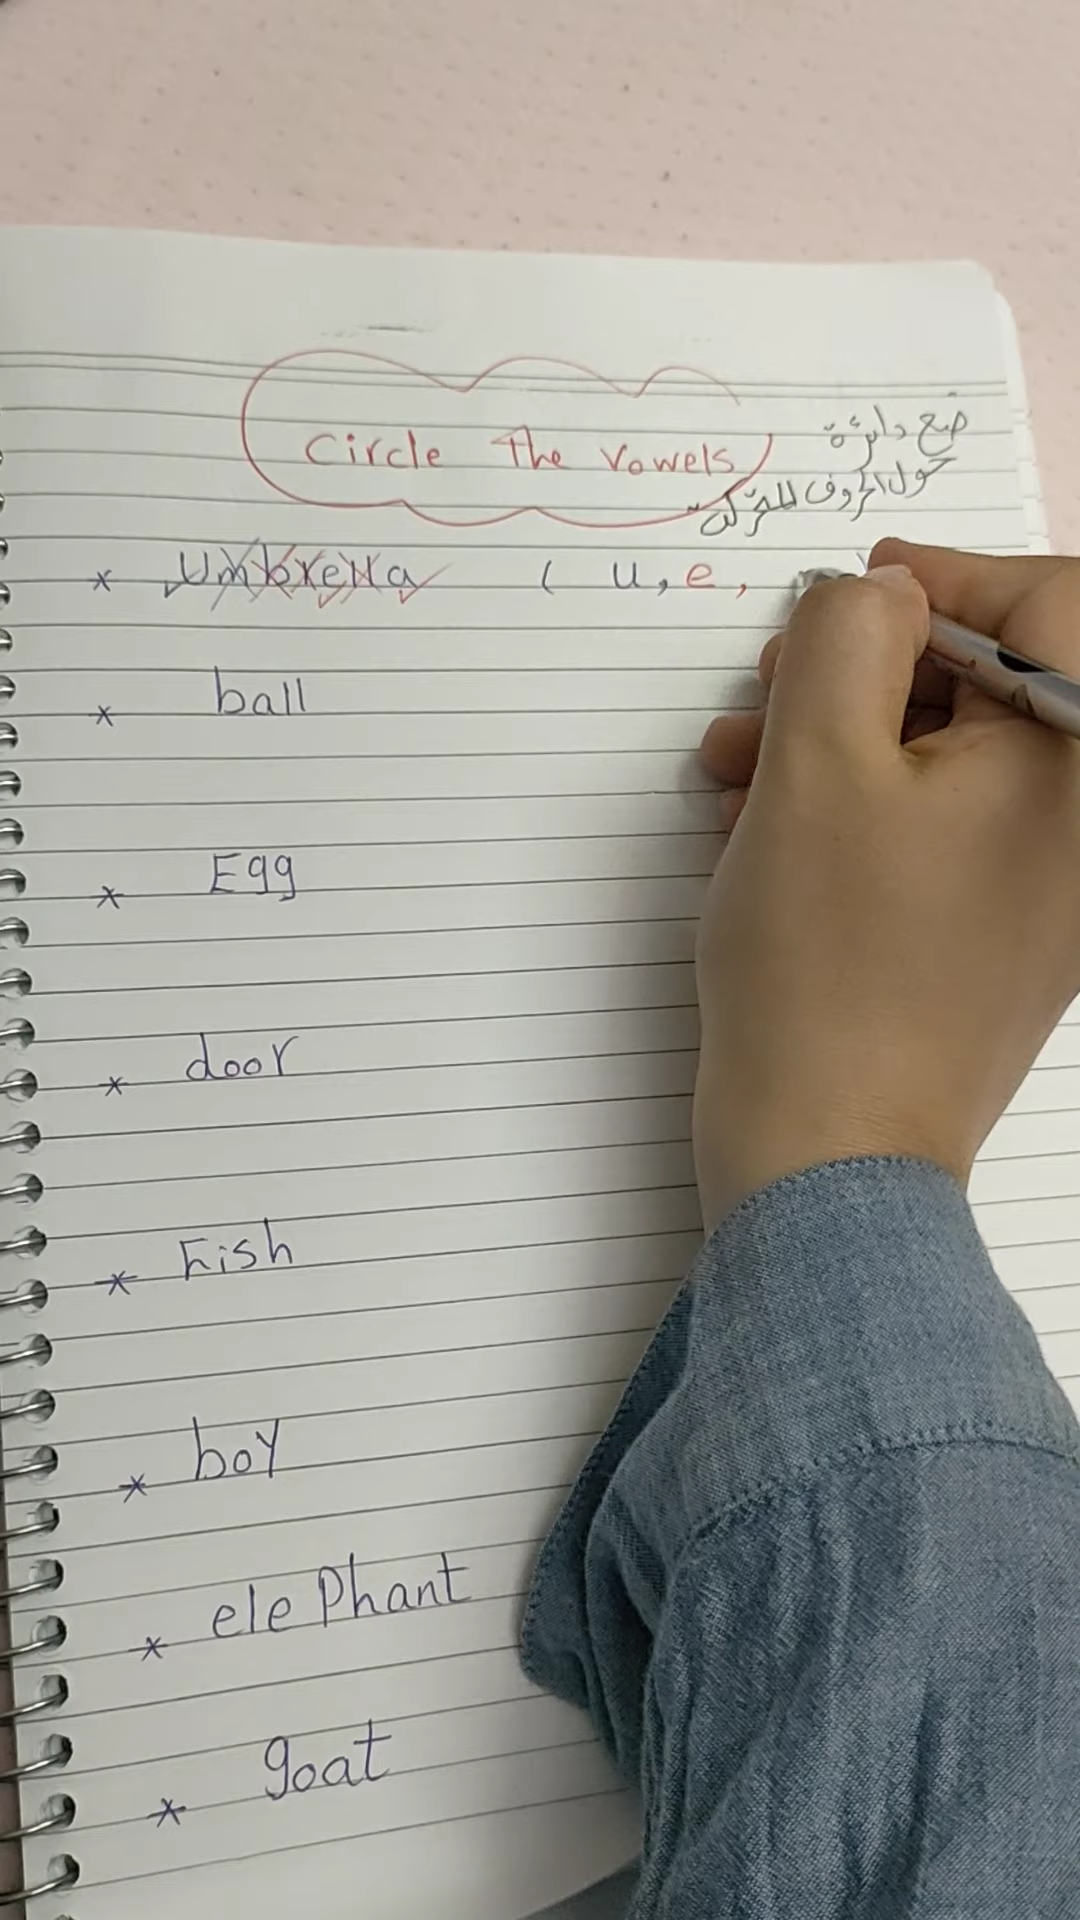 Circle The Vowels
ضع دائرة
حول الحروف المتحركة
* Umbrella ( u, e, )
* ball
* Egg
* door
* Fish
* boy
* elephant
* goat